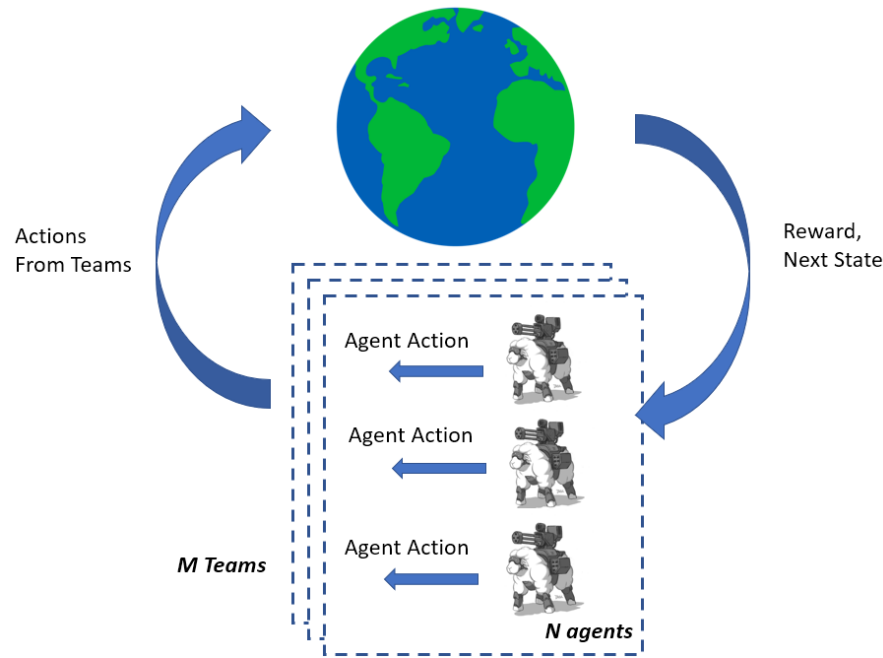 Actions
From Teams
Reward,
Next State
Agent Action
Agent Action
Agent Action
M Teams
N agents